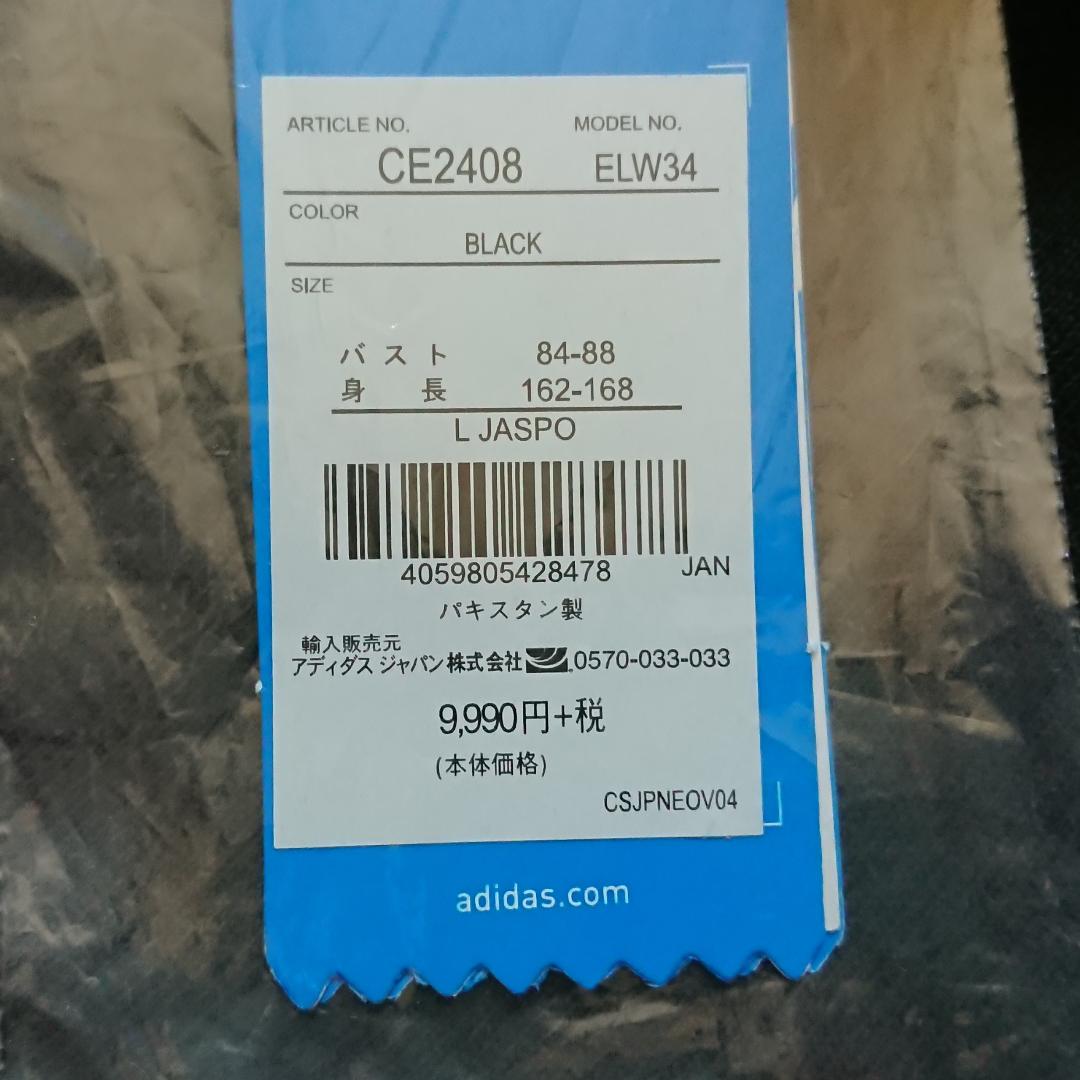 ARTICLE NO. MODEL NO.
CE2408 ELW34
COLOR
BLACK
SIZE
バスト 84-88
身長 162-168
L JASPO
4059805428478 JAN
パキスタン製
輸入販売元
アディダス ジャパン株式会社 0570-033-033
9,990円+税
(本体価格)
CSJPNEOV04
adidas.com